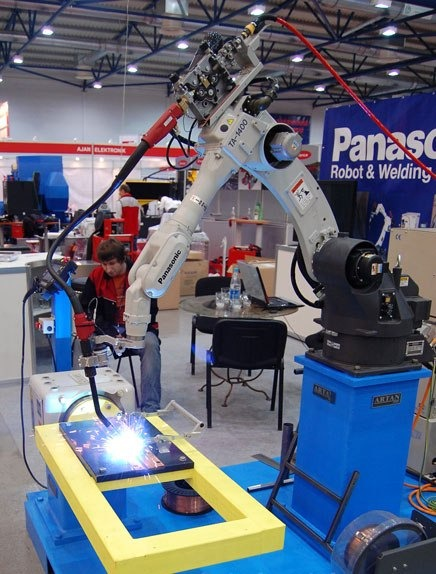 AJAN ELEKTRONIK
TA-1400
Panaso
Robot & Welding
Panasonic
ARTAN
ARTAN